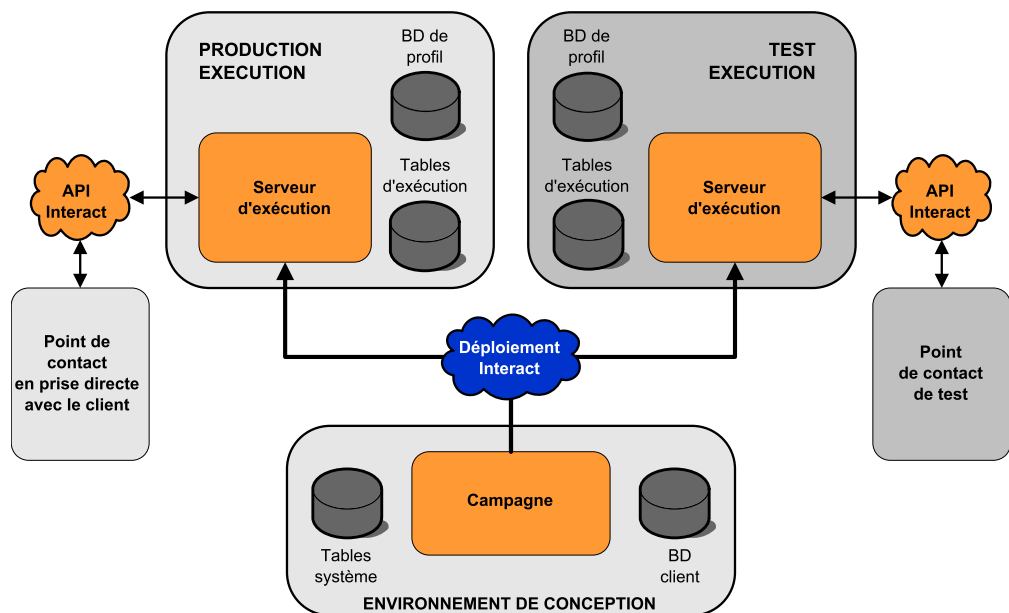 PRODUCTION
EXECUTION
BD de
profil
Tables
d'exécution
Serveur
d'exécution
BD de
profil
TEST
EXECUTION
Tables
d'exécution
Serveur
d'exécution
API
Interact
API
Interact
Point de
contact
en prise directe
avec le client
Déploiement
Interact
Point
de contact
de test
Campagne
Tables
système
BD
client
ENVIRONNEMENT DE CONCEPTION